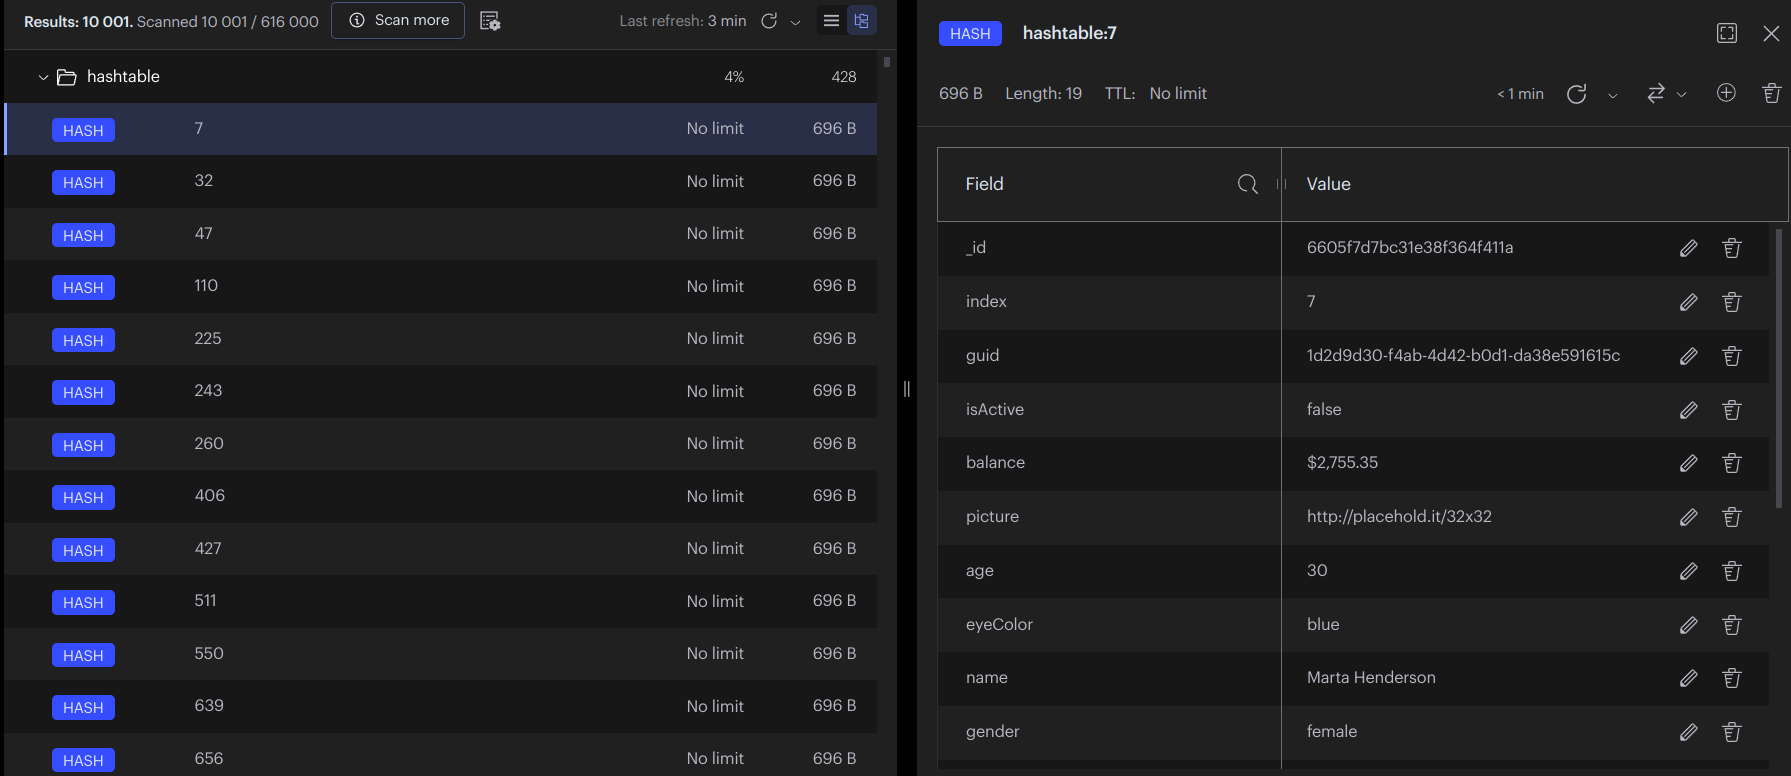 Results: 10 001. Scanned 10 001 / 616 000 Scan more Last refresh: 3 min
hashtable 4% 428
HASH 7 No limit 696 B
HASH 32 No limit 696 B
HASH 47 No limit 696 B
HASH 110 No limit 696 B
HASH 225 No limit 696 B
HASH 243 No limit 696 B
HASH 260 No limit 696 B
HASH 406 No limit 696 B
HASH 427 No limit 696 B
HASH 511 No limit 696 B
HASH 550 No limit 696 B
HASH 639 No limit 696 B
HASH 656 No limit 696 B
HASH hashtable:7
696 B Length: 19 TTL: No limit < 1 min
Field Value
_id 6605f7d7bc31e38f364f411a
index 7
guid 1d2d9d30-f4ab-4d42-b0d1-da38e591615c
isActive false
balance $2,755.35
picture http://placehold.it/32x32
age 30
eyeColor blue
name Marta Henderson
gender female